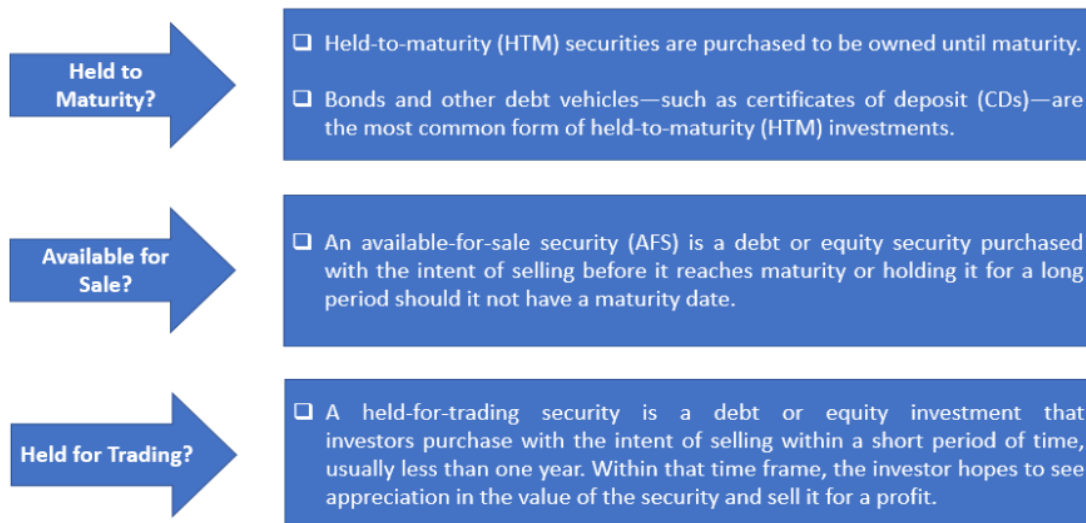 Held to
Maturity?
❑ Held-to-maturity (HTM) securities are purchased to be owned until maturity.
❑ Bonds and other debt vehicles—such as certificates of deposit (CDs)—are
the most common form of held-to-maturity (HTM) investments.
Available for
Sale?
❑ An available-for-sale security (AFS) is a debt or equity security purchased
with the intent of selling before it reaches maturity or holding it for a long
period should it not have a maturity date.
Held for Trading?
❑ A held-for-trading security is a debt or equity investment that
investors purchase with the intent of selling within a short period of time,
usually less than one year. Within that time frame, the investor hopes to see
appreciation in the value of the security and sell it for a profit.